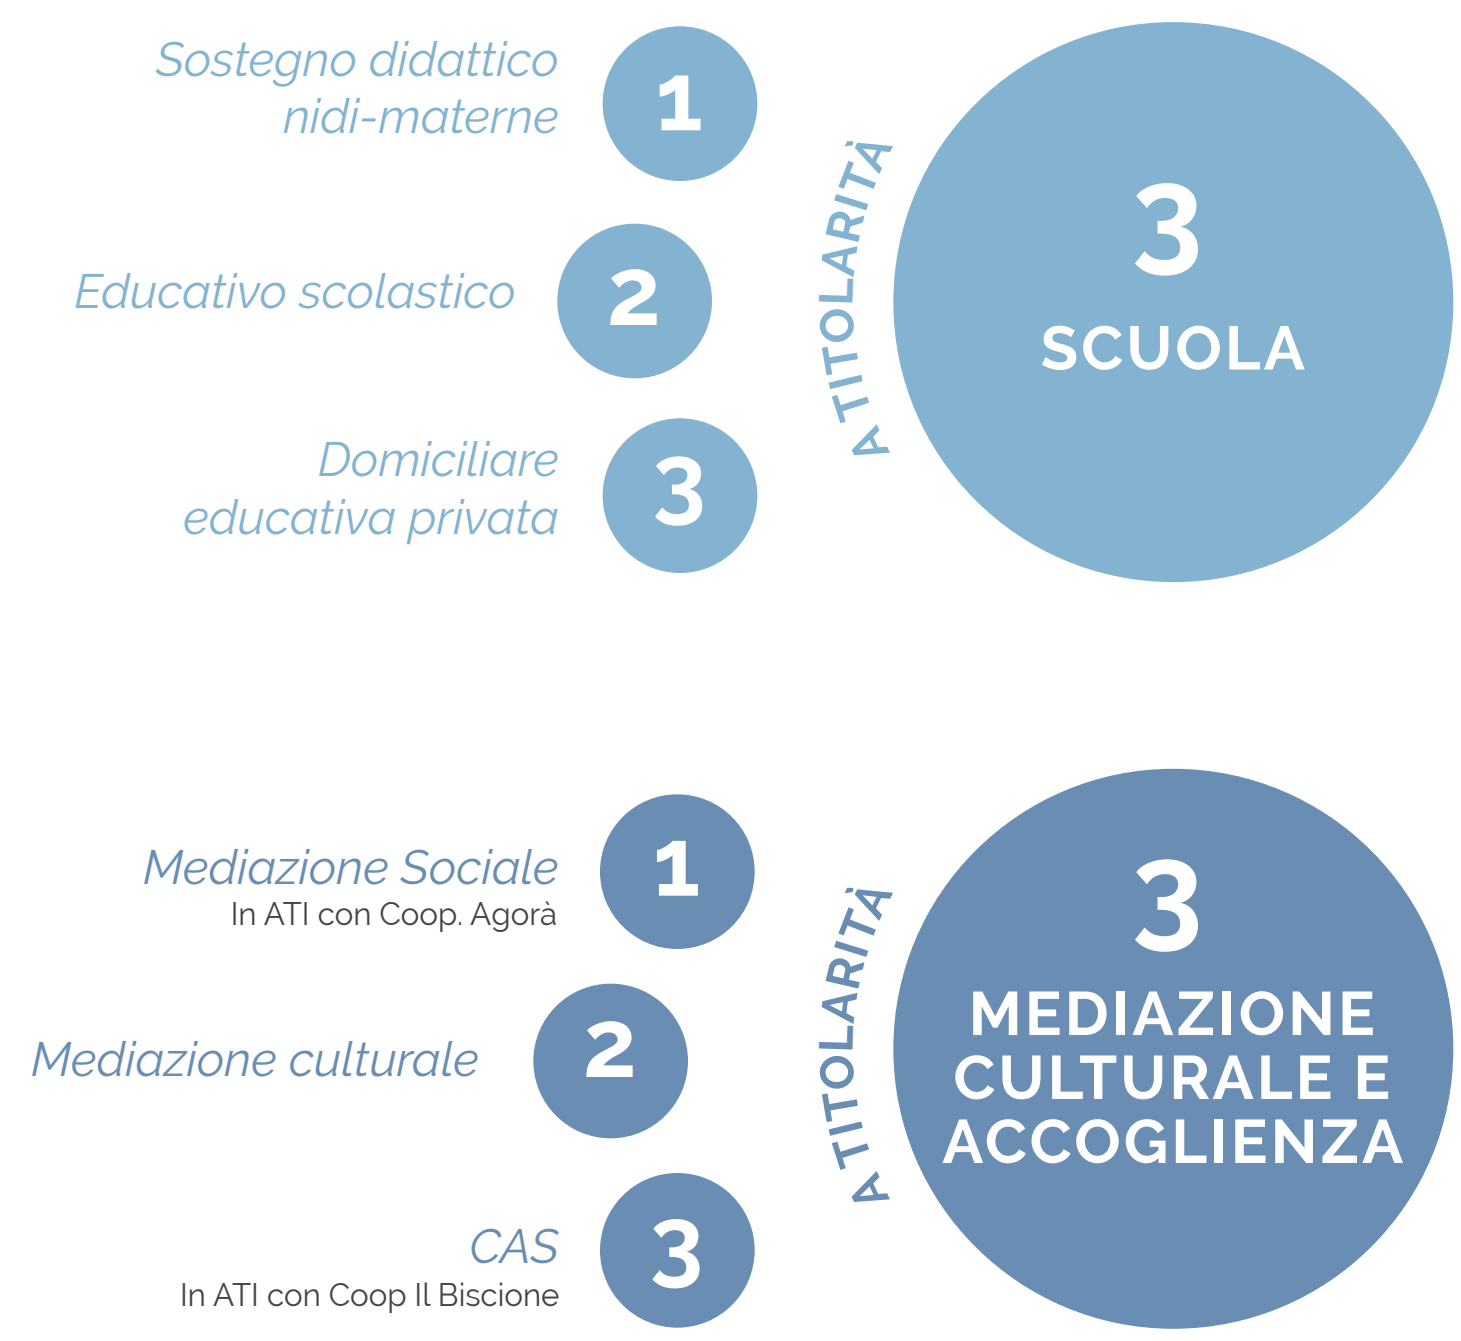 Sostegno didattico
nidi-materne
1
Educativo scolastico
2
Domiciliare
educativa privata
3
A TITOLARITÀ
3
SCUOLA
Mediazione Sociale
In ATI con Coop. Agorà
1
Mediazione culturale
2
CAS
In ATI con Coop Il Biscione
3
A TITOLARITÀ
3
MEDIAZIONE
CULTURALE E
ACCOGLIENZA